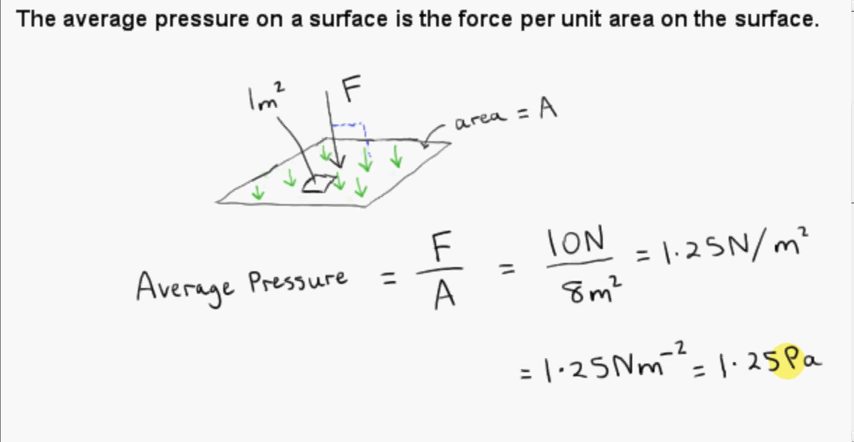 The average pressure on a surface is the force per unit area on the surface.
1m² F
area = A
Average Pressure = F/A = 10N/8m² = 1.25N/m²
= 1.25Nm⁻² = 1.25Pa